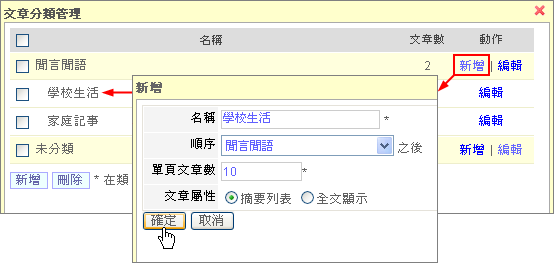 文章分類管理
名稱 文章數 動作
閒言閒語 2 新增 | 編輯
學校生活 編輯
家庭記事 編輯
未分類 新增 | 編輯
新增 刪除 * 在類
新增
名稱 學校生活 *
順序 閒言閒語 之後
單頁文章數 10 *
文章屬性 摘要列表 全文顯示
確定 取消